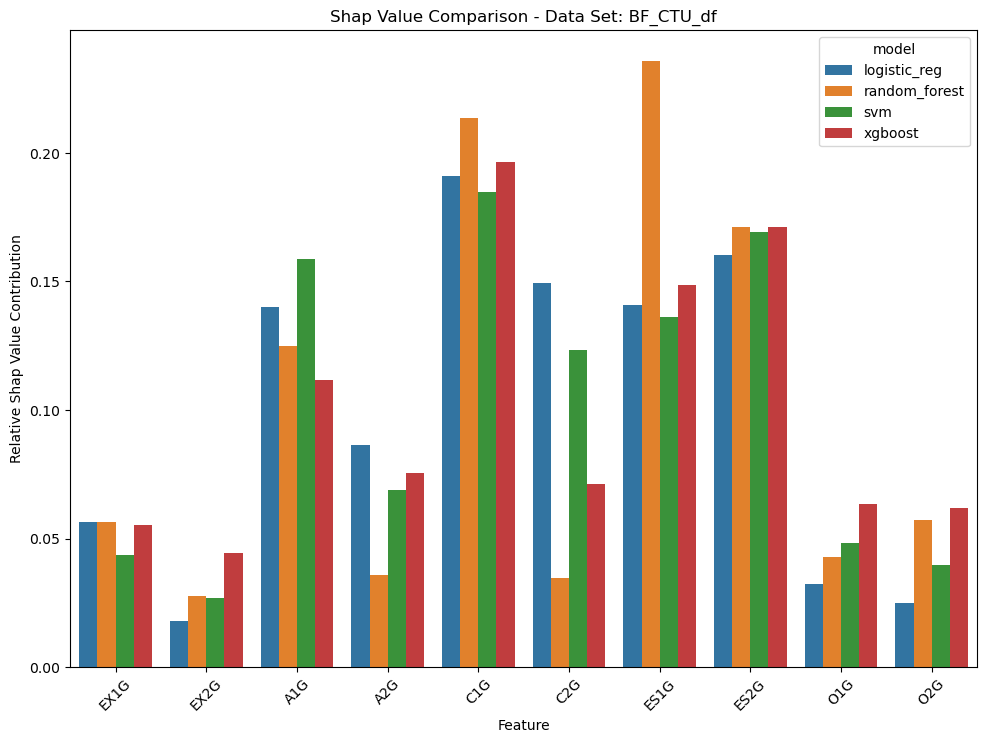 Shap Value Comparison - Data Set: BF_CTU_df
model
logistic_reg
random_forest
svm
xgboost
Relative Shap Value Contribution
0.20
0.15
0.10
0.05
0.00
EX1G EX2G A1G A2G C1G C2G ES1G ES2G O1G O2G
Feature